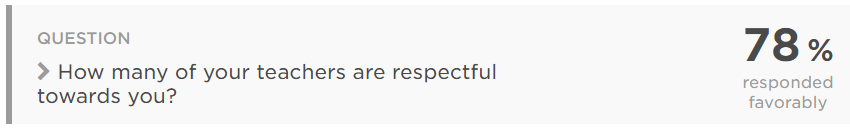 QUESTION
How many of your teachers are respectful
towards you?
78 %
responded
favorably